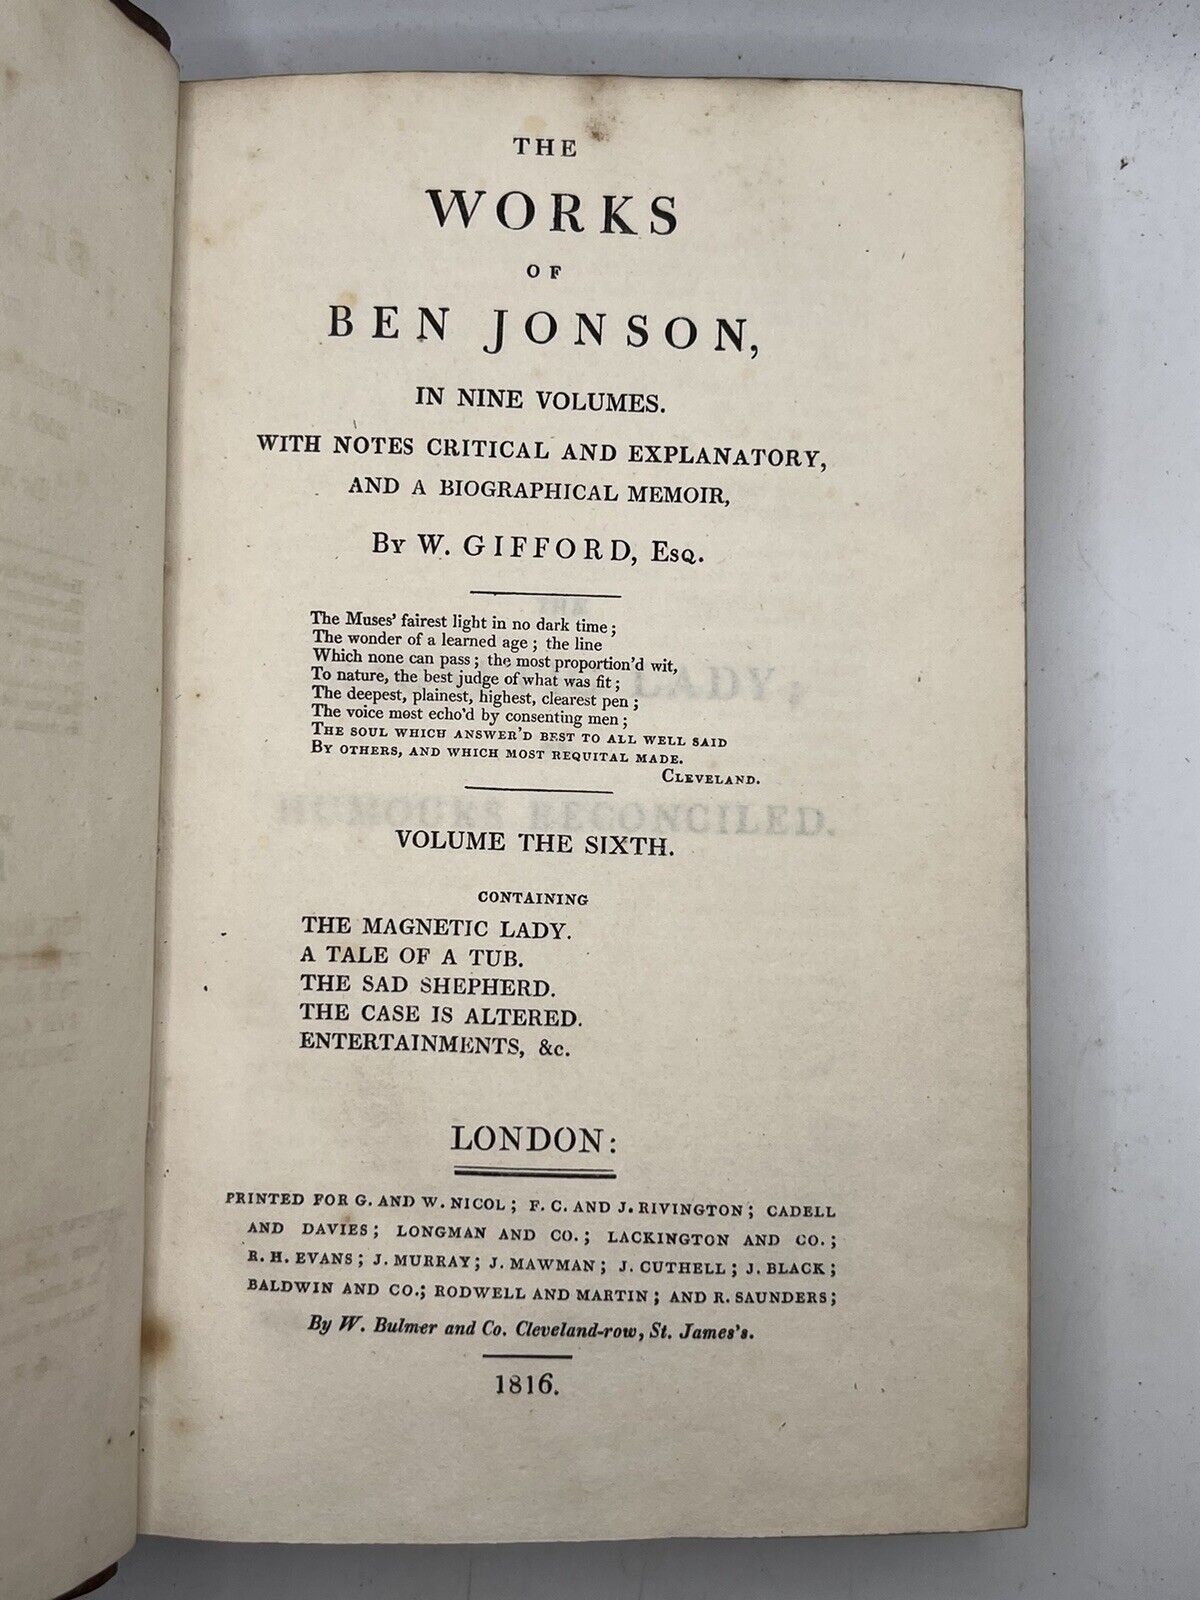 THE
WORKS
OF
BEN JONSON,
IN NINE VOLUMES.
WITH NOTES CRITICAL AND EXPLANATORY,
AND A BIOGRAPHICAL MEMOIR,
BY W. GIFFORD, ESQ.
The Muses' fairest light in no dark time;
The wonder of a learned age; the line
Which none can pass; the most proportion'd wit,
To nature, the best judge of what was fit;
The deepest, plainest, highest, clearest pen;
The voice most echo'd by consenting men;
THE SOUL WHICH ANSWER'D BEST TO ALL WELL SAID
BY OTHERS, AND WHICH MOST REQUITAL MADE.
CLEVELAND.
VOLUME THE SIXTH.
CONTAINING
THE MAGNETIC LADY.
A TALE OF A TUB.
THE SAD SHEPHERD.
THE CASE IS ALTERED.
ENTERTAINMENTS, &c.
LONDON:
PRINTED FOR G. AND W. NICOL; F. C. AND J. RIVINGTON; CADELL
AND DAVIES; LONGMAN AND CO.; LACKINGTON AND CO.;
R. H. EVANS; J. MURRAY; J. MAWMAN; J. CUTHELL; J. BLACK;
BALDWIN AND CO.; RODWELL AND MARTIN; AND R. SAUNDERS;
By W. Bulmer and Co. Cleveland-row, St. James's.
1816.